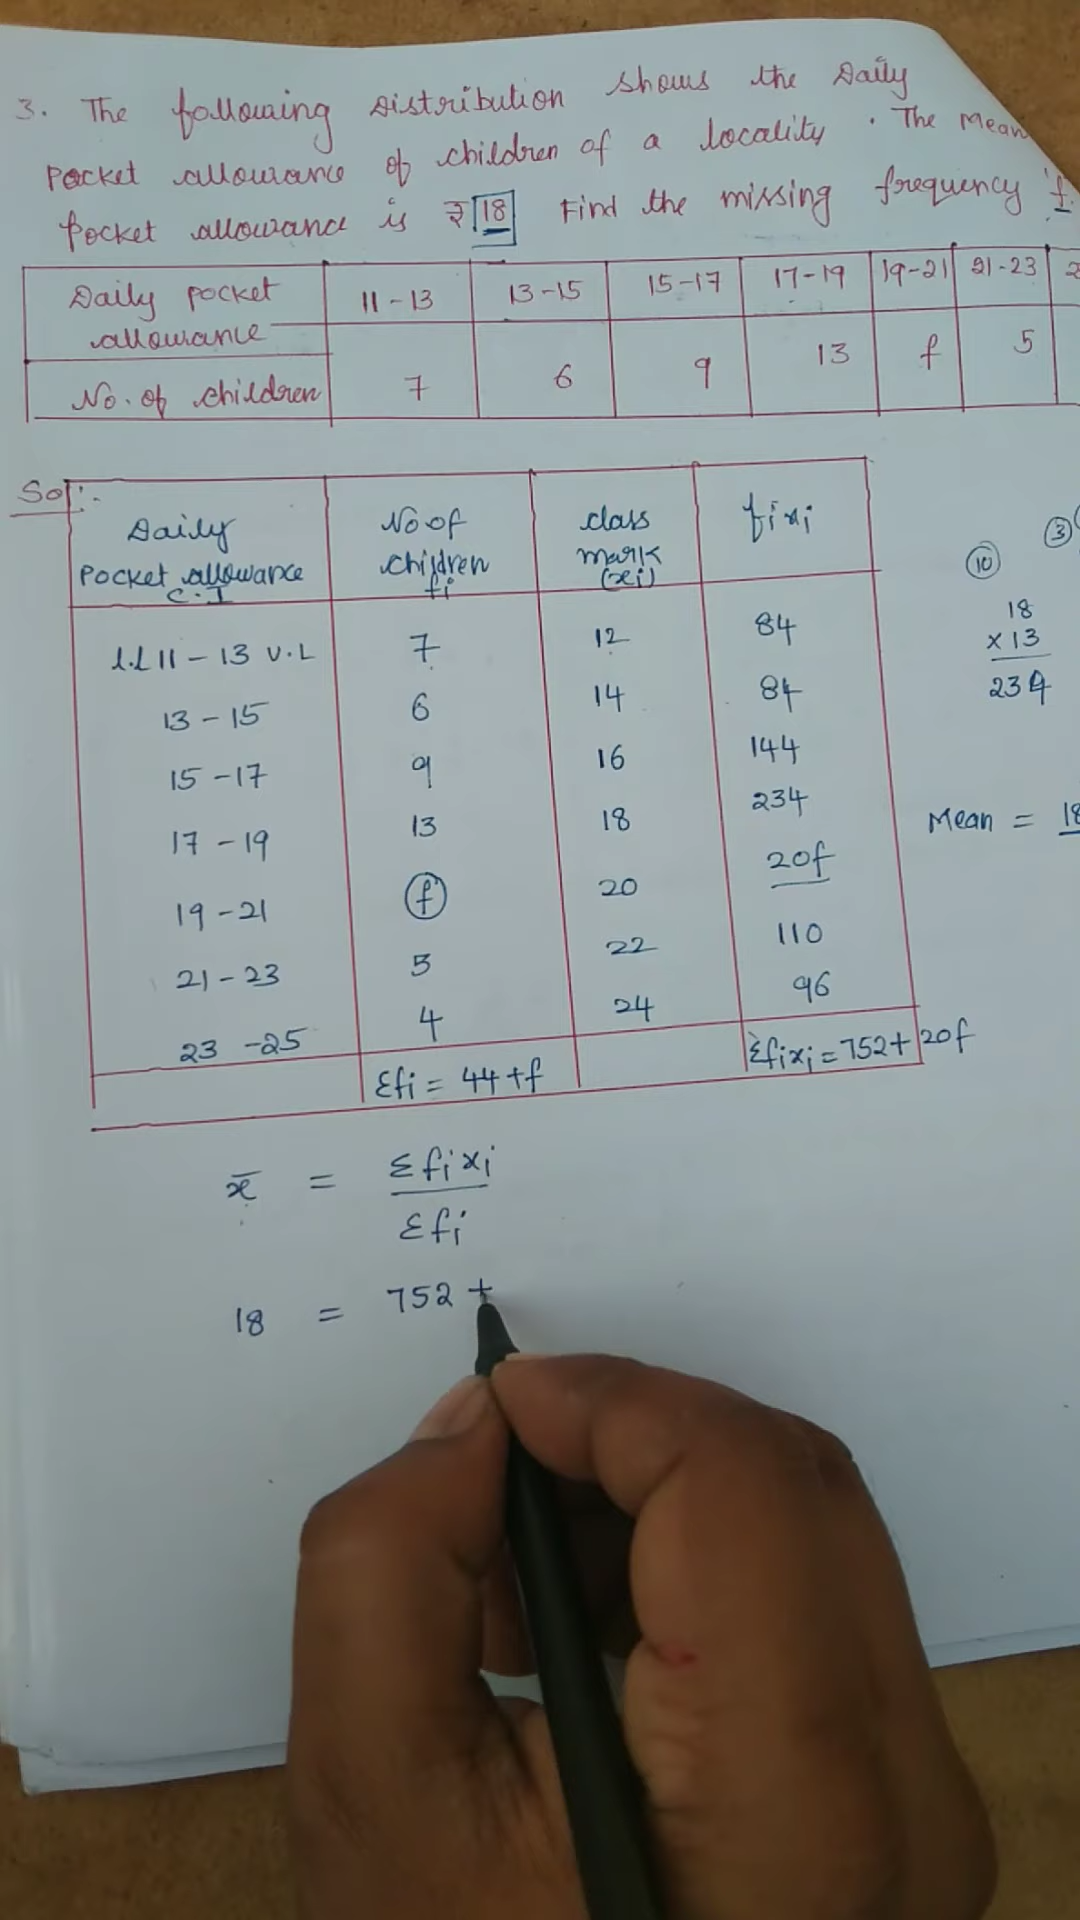 3. The following Distribution shows the Daily
Pocket allowance of children of a locality. The Mean
Pocket allowance is ₹ 18 Find the missing frequency 'f.
Daily pocket allowance 11-13 13-15 15-17 17-19 19-21 21-23 2
No. of children 7 6 9 13 f 5
Sol:-
Daily Pocket allowance C.I No of children fi class mark (xi) fixi
L.L 11-13 U.L 7 12 84
13-15 6 14 84
15-17 9 16 144
17-19 13 18 234
19-21 f 20 20f
21-23 5 22 110
23-25 4 24 96
Σfi = 44+f Σfixi = 752+20f
10
3
18
×13
234
Mean = 18
x̄ = Σfixi / Σfi
18 = 752 +